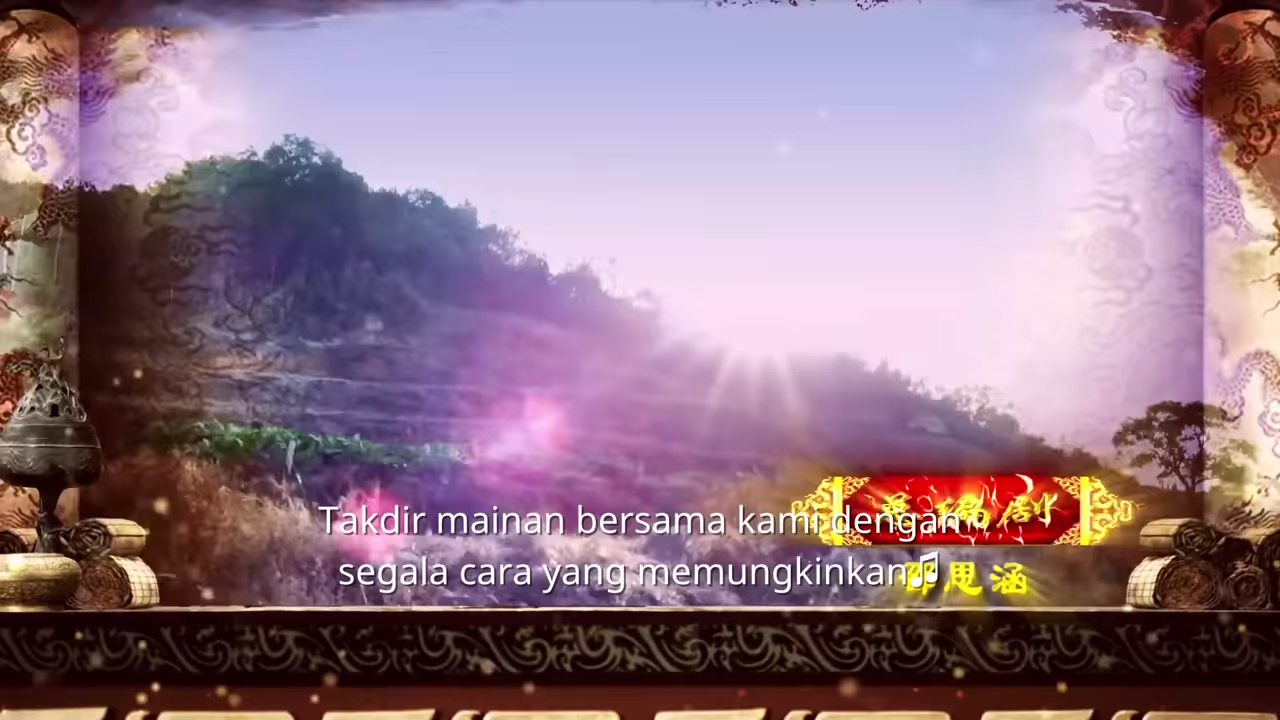 Takdir mainan bersama kami dengan
segala cara yang memungkinkan♫
思涵